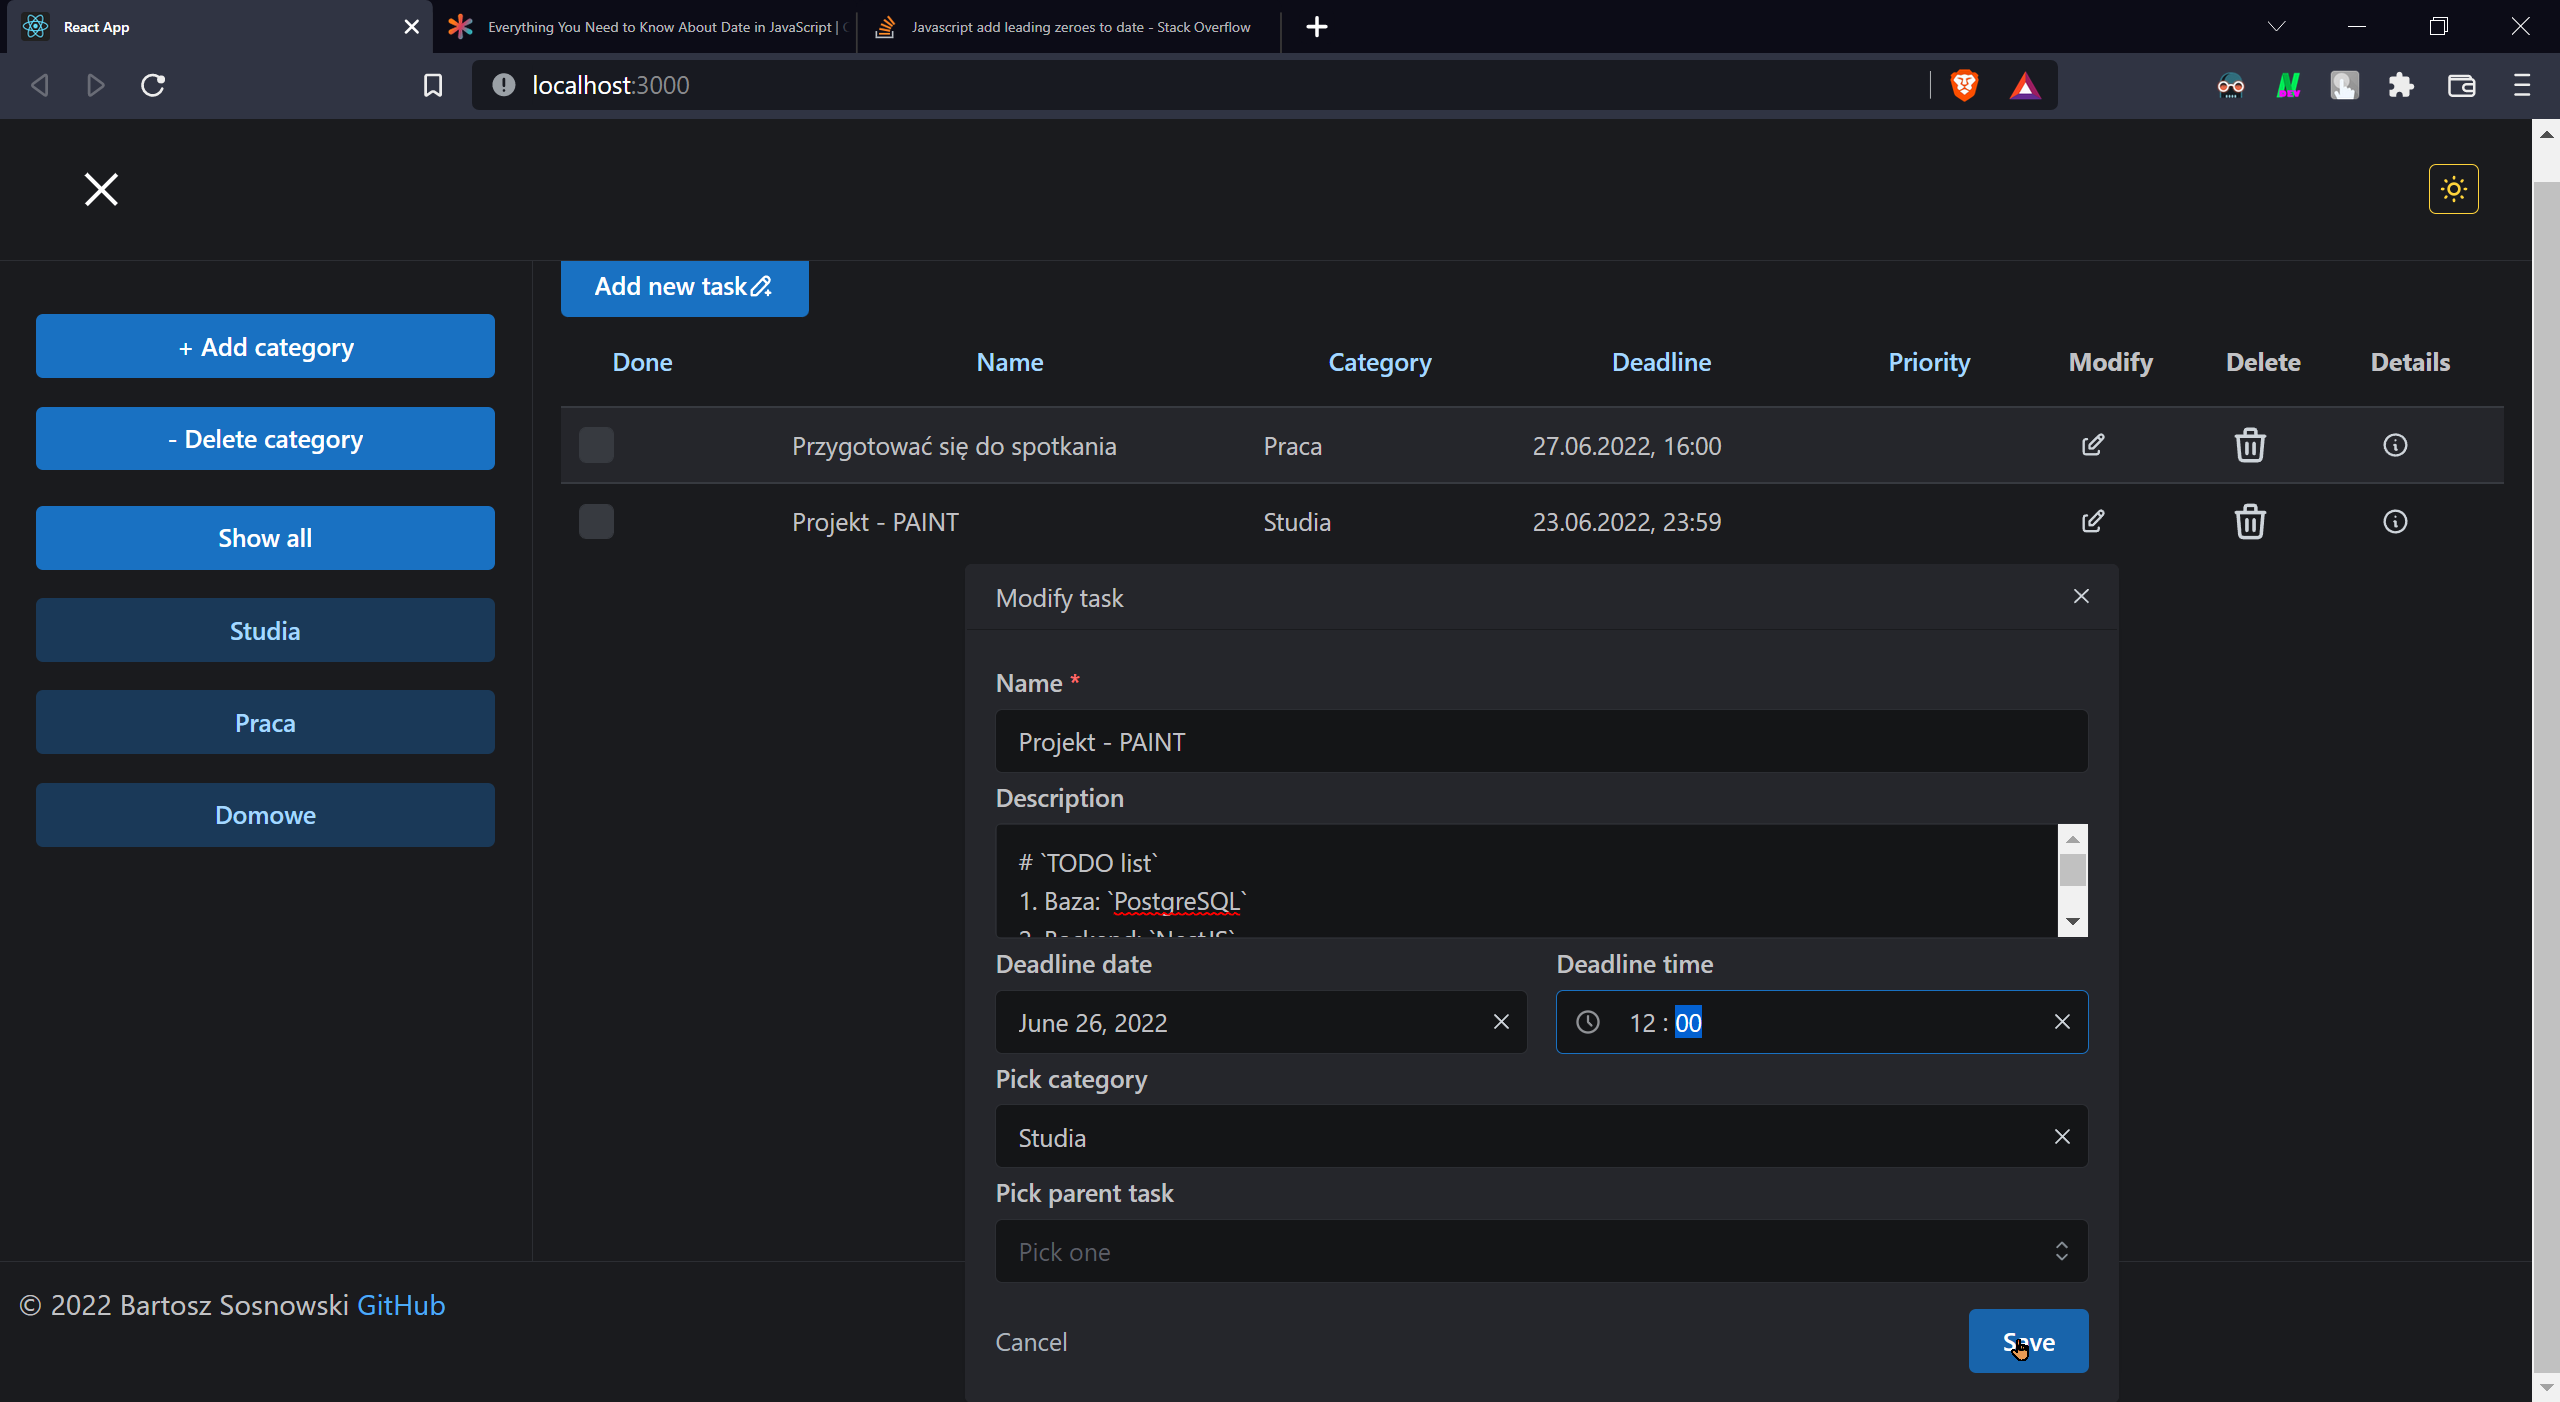 React App
Everything You Need to Know About Date in JavaScript |
Javascript add leading zeroes to date - Stack Overflow
localhost:3000
Add new task
+ Add category
- Delete category
Show all
Studia
Praca
Domowe
Done Name Category Deadline Priority Modify Delete Details
Przygotować się do spotkania Praca 27.06.2022, 16:00
Projekt - PAINT Studia 23.06.2022, 23:59
Modify task
Name *
Projekt - PAINT
Description
# `TODO list`
1. Baza: `PostgreSQL`
2. Backend: `NestJS`
Deadline date Deadline time
June 26, 2022 12 : 00
Pick category
Studia
Pick parent task
Pick one
Cancel Save
© 2022 Bartosz Sosnowski GitHub